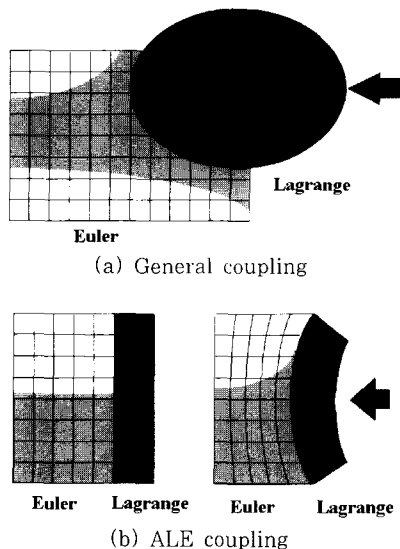 Lagrange
Euler
(a) General coupling
Euler Lagrange Euler Lagrange
(b) ALE coupling